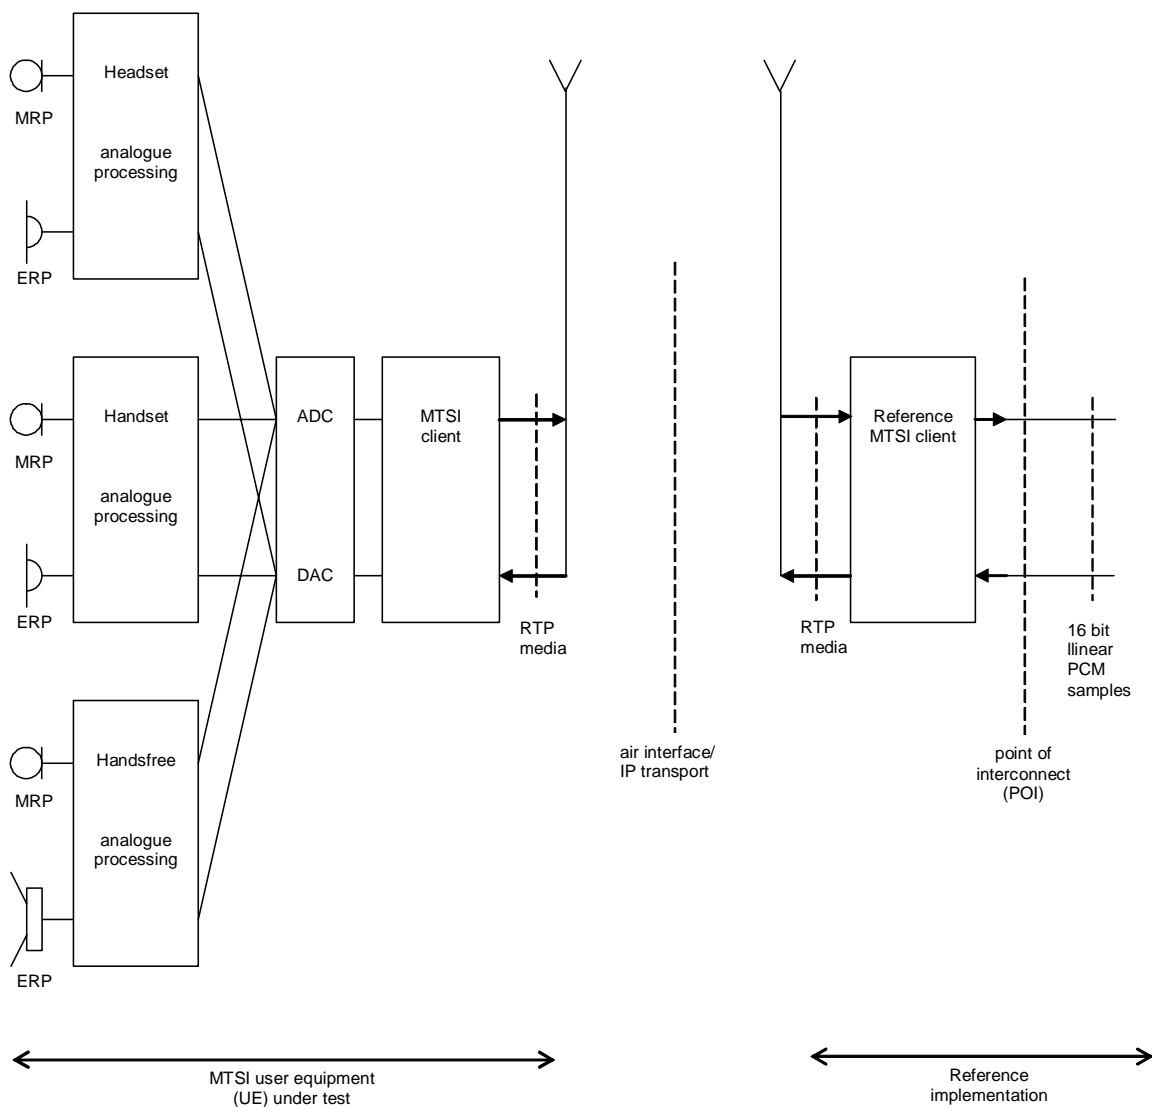 Headset
MRP
analogue
processing
ERP
Handset
MRP
analogue
processing
ERP
Handsfree
MRP
analogue
processing
ERP
ADC
DAC
MTSI
client
RTP
media
air interface/
IP transport
RTP
media
Reference
MTSI client
point of
interconnect
(POI)
16 bit
llinear
PCM
samples
MTSI user equipment
(UE) under test
Reference
implementation